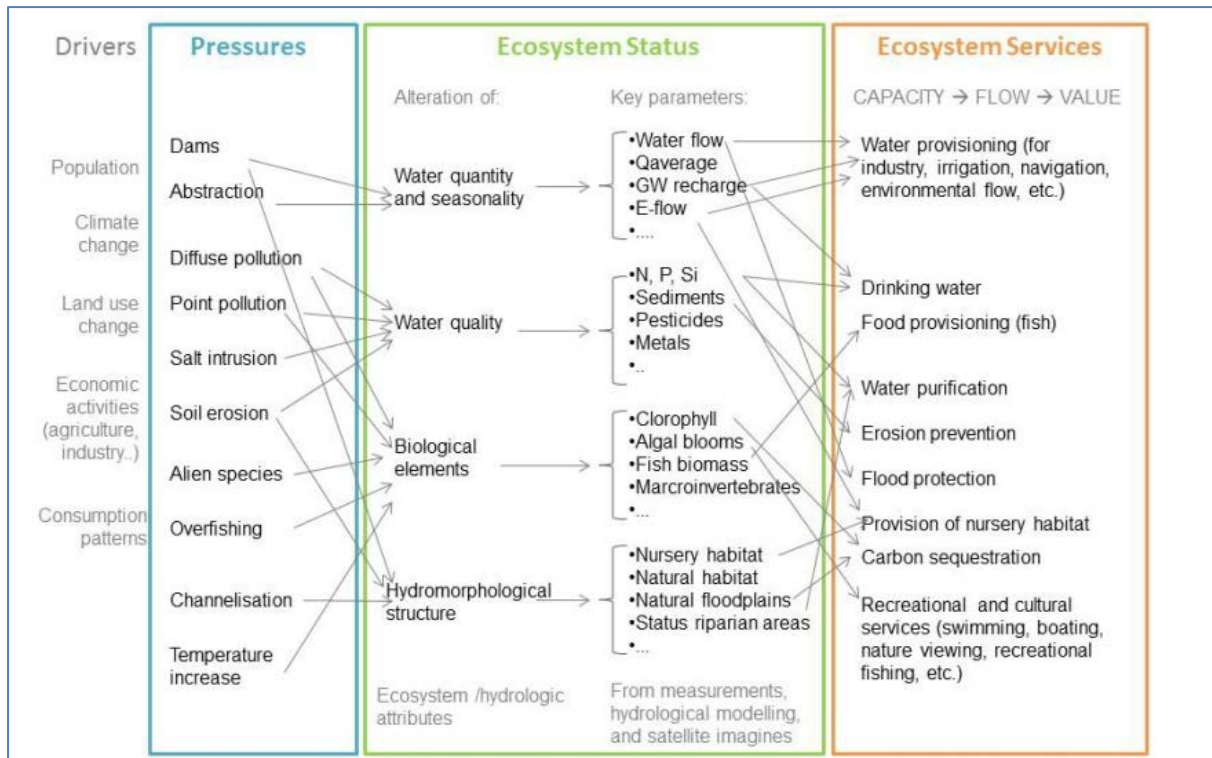 Drivers
Population
Climate
change
Land use
change
Economic
activities
(agriculture,
industry..)
Consumption
patterns
Pressures
Dams
Abstraction
Diffuse pollution
Point pollution
Salt intrusion
Soil erosion
Alien species
Overfishing
Channelisation
Temperature
increase
Ecosystem Status
Alteration of:
Water quantity
and seasonality
Water quality
Biological
elements
Hydromorphological
structure
Ecosystem /hydrologic
attributes
Key parameters:
•Water flow
•Qaverage
•GW recharge
•E-flow
•....
•N, P, Si
•Sediments
•Pesticides
•Metals
•..
•Clorophyll
•Algal blooms
•Fish biomass
•Marcroinvertebrates
•...
•Nursery habitat
•Natural habitat
•Natural floodplains
•Status riparian areas
•...
From measurements,
hydrological modelling,
and satellite imagines
Ecosystem Services
CAPACITY → FLOW → VALUE
Water provisioning (for
industry, irrigation, navigation,
environmental flow, etc.)
Drinking water
Food provisioning (fish)
Water purification
Erosion prevention
Flood protection
Provision of nursery habitat
Carbon sequestration
Recreational and cultural
services (swimming, boating,
nature viewing, recreational
fishing, etc.)